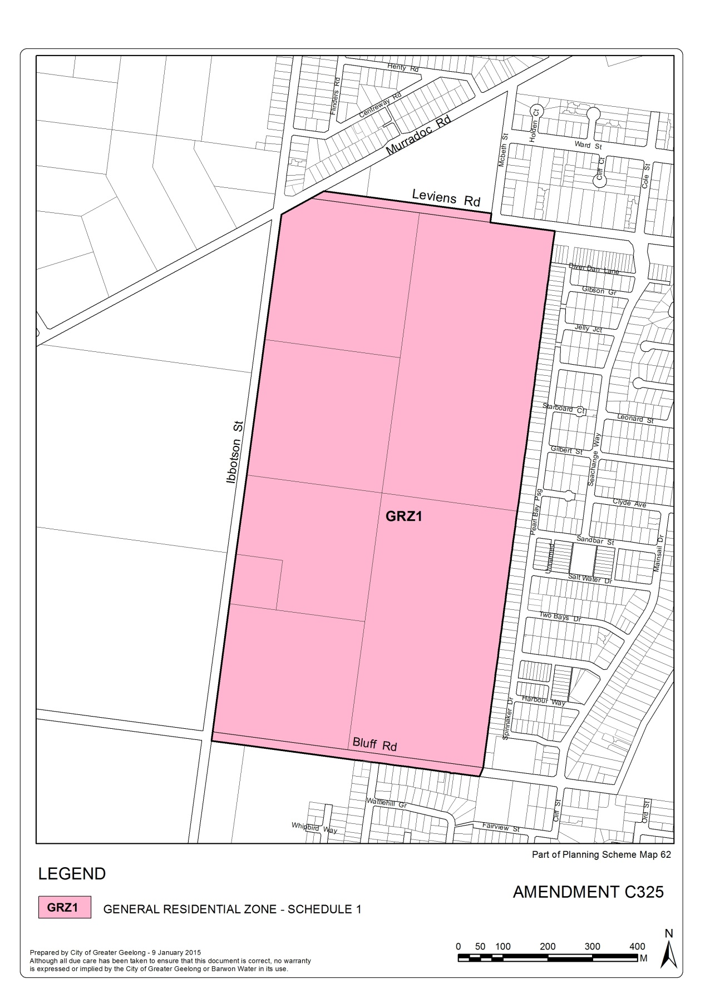 Henty Rd
Flinders Rd
Centreway Rd
Murradoc Rd
Holden Ct
Mcbeth St
Ward St
Cliff Ct
Cole St
Leviens Rd
Diver Dan Lane
Gibson Gr
Jelly Jct
Starboard Ct
Leonard St
Ibbotson St
Gilbert St
Seachange Way
Pearl Bay Psg
Clyde Ave
GRZ1
Sandbar St
Mainsail Dr
Unnamed
Salt Water Dr
Two Bays Dr
Harbour Way
Spinnaker Dr
Bluff Rd
Wattlehill Gr
Cliff St
Ord St
Whipbird Way
Fairview St
Part of Planning Scheme Map 62
LEGEND
AMENDMENT C325
GRZ1 GENERAL RESIDENTIAL ZONE - SCHEDULE 1
N
0 50 100 200 300 400
M
Prepared by City of Greater Geelong - 9 January 2015
Although all due care has been taken to ensure that this document is correct, no warranty
is expressed or implied by the City of Greater Geelong or Barwon Water in its use.